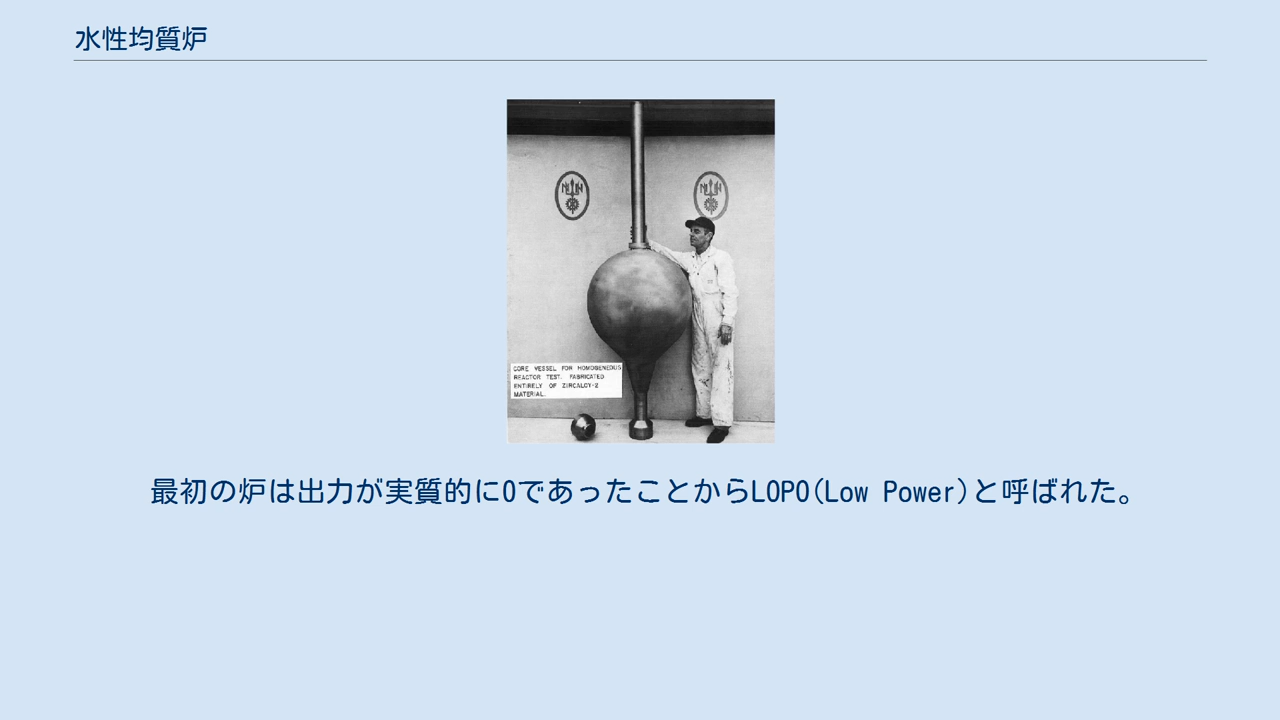 水性均質炉
CORE VESSEL FOR HOMOGENEOUS
REACTOR TEST. FABRICATED
ENTIRELY OF ZIRCALOY-2
MATERIAL.
最初の炉は出力が実質的に0であったことからLOPO(Low Power)と呼ばれた。